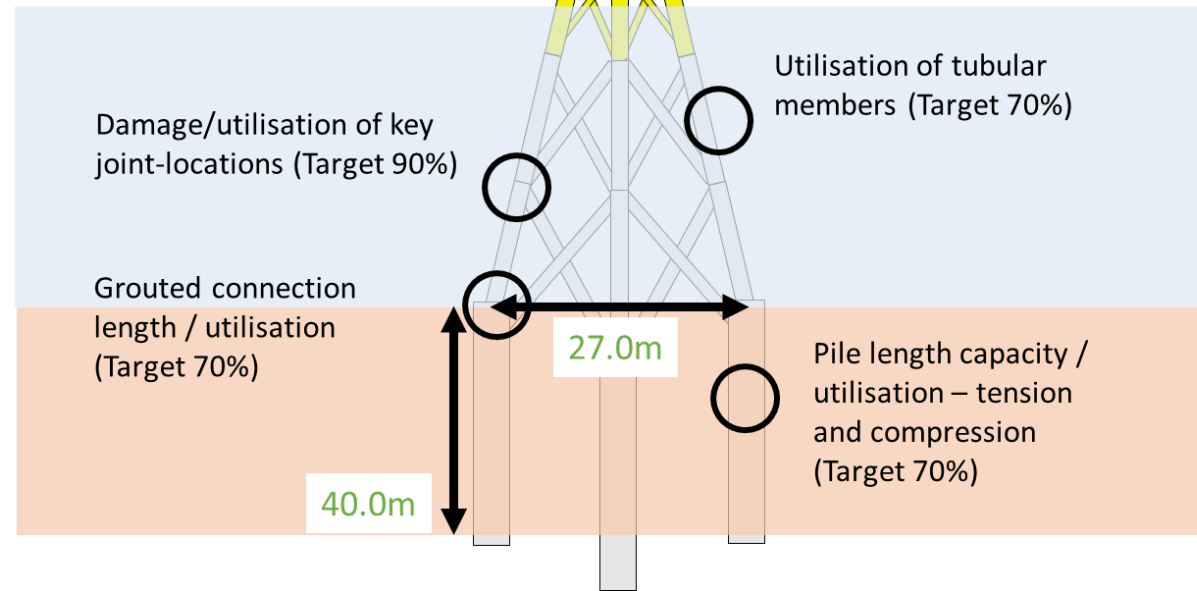 Utilisation of tubular
members (Target 70%)
Damage/utilisation of key
joint-locations (Target 90%)
Grouted connection
length / utilisation
(Target 70%)
27.0m
Pile length capacity /
utilisation – tension
and compression
(Target 70%)
40.0m